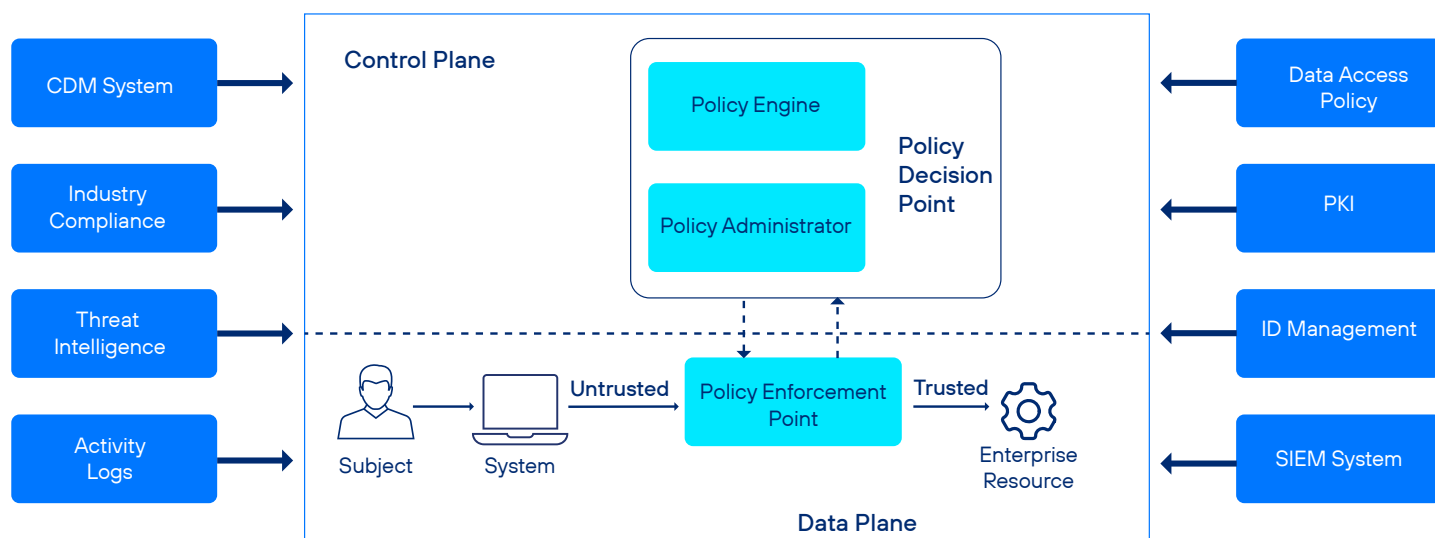 CDM System
Industry
Compliance
Threat
Intelligence
Activity
Logs
Control Plane
Policy Engine
Policy Administrator
Policy
Decision
Point
Subject
System
Untrusted
Policy Enforcement
Point
Trusted
Enterprise
Resource
Data Plane
Data Access
Policy
PKI
ID Management
SIEM System